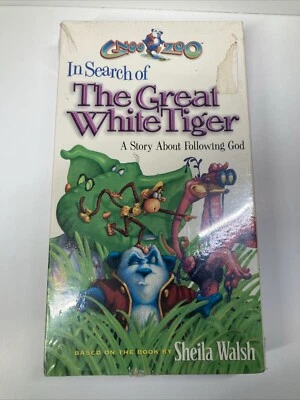 GNOO ZOO
In Search of
The Great
White Tiger
A Story About Following God
BASED ON THE BOOK BY Sheila Walsh